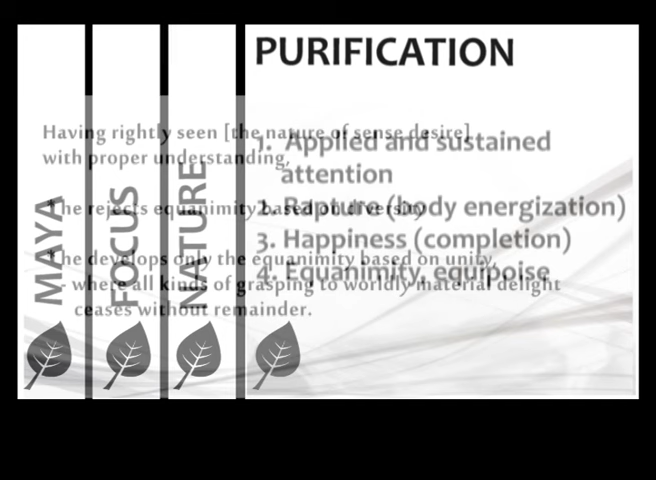 PURIFICATION
1. Applied and sustained
attention
2. Rapture (body energization)
3. Happiness (completion)
4. Equanimity, equipoise
Having rightly seen [the nature of sense desire]
with proper understanding,
*he rejects equanimity based on diversity
*he develops only the equanimity based on unity,
- where all kinds of grasping to worldly material delight
ceases without remainder.
MAYA
FOCUS
NATURE